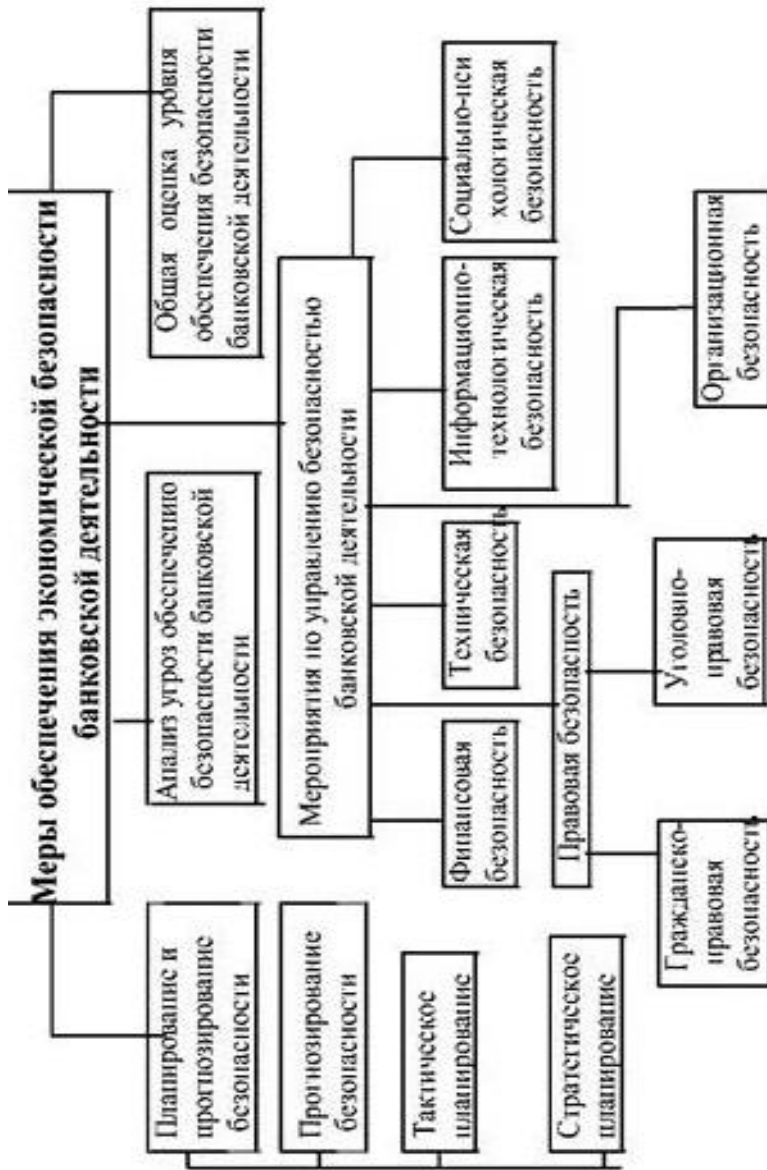 Меры обеспечения экономической безопасности
банковской деятельности
Планирование и
прогнозирование
безопасности
Анализ угроз обеспечению
безопасности банковской
деятельности
Общая оценка уровня
обеспечения безопасности
банковской деятельности
Прогнозирование
безопасности
Мероприятия по управлению безопасностью
банковской деятельности
Тактическое
планирование
Финансовая
безопасность
Техническая
безопасность
Информационно-
технологическая
безопасность
Социально-пси
хологическая
безопасность
Стратегическое
планирование
Правовая безопасность
Гражданско-
правовая
безопасность
Уголовно-
правовая
безопасность
Организационная
безопасность